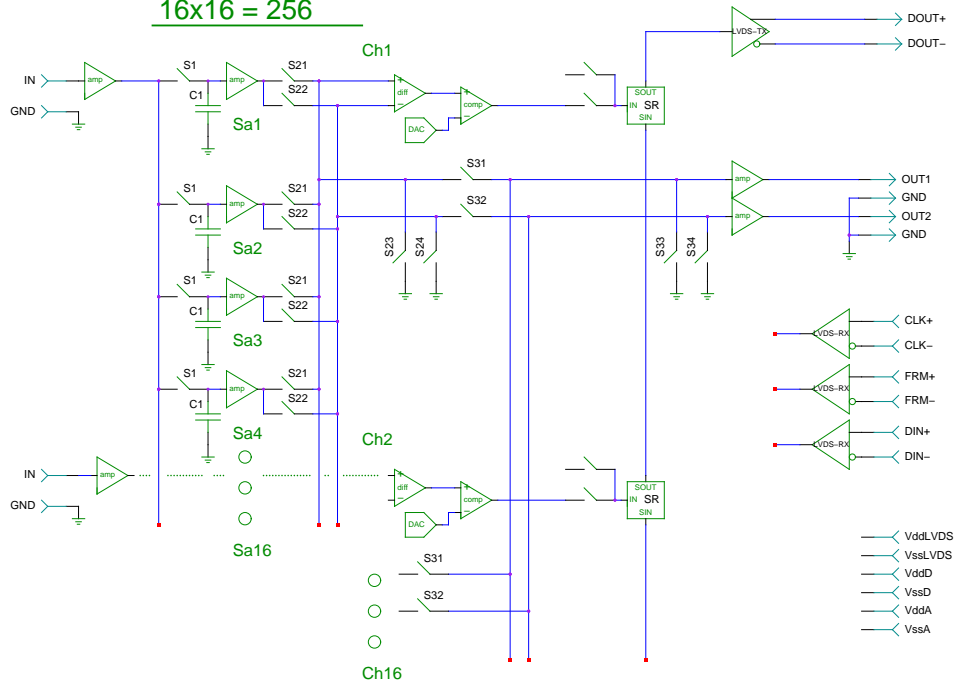 16x16 = 256
DOUT+
LVDS-TX
DOUT-
Ch1
S1
S21
IN
amp
amp
+
diff
-
+
comp
-
SOUT
IN SR
SIN
S22
C1
GND
DAC
Sa1
S31
S1
S21
amp
OUT1
GND
amp
S22
S32
amp
OUT2
C1
GND
Sa2
S23
S24
S33
S34
S1
S21
amp
S22
C1
CLK+
LVDS-RX
CLK-
Sa3
S1
S21
amp
S22
FRM+
LVDS-RX
FRM-
C1
Sa4
Ch2
DIN+
LVDS-RX
DIN-
IN
amp
+
diff
-
+
comp
-
SOUT
IN SR
SIN
GND
DAC
Sa16
VddLVDS
VssLVDS
S31
VddD
VssD
S32
VddA
VssA
Ch16